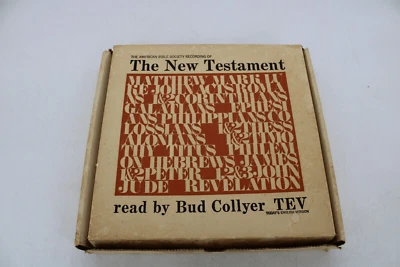 THE AMERICAN BIBLE SOCIETY RECORDING OF
The New Testament
MATTHEW MARK LU
KE JOHN ACTS ROMA
NS 1&2 CORINTHIANS
GALATIANS EPHESI
ANS PHILIPPIANS CO
LOSSIANS 1&2 THESS
ALONIANS 1&2 TIMO
THY TITUS PHILEM
ON HEBREWS JAMES
1&2 PETER 1 2&3 JOHN
JUDE REVELATION
read by Bud Collyer TEV
TODAY'S ENGLISH VERSION